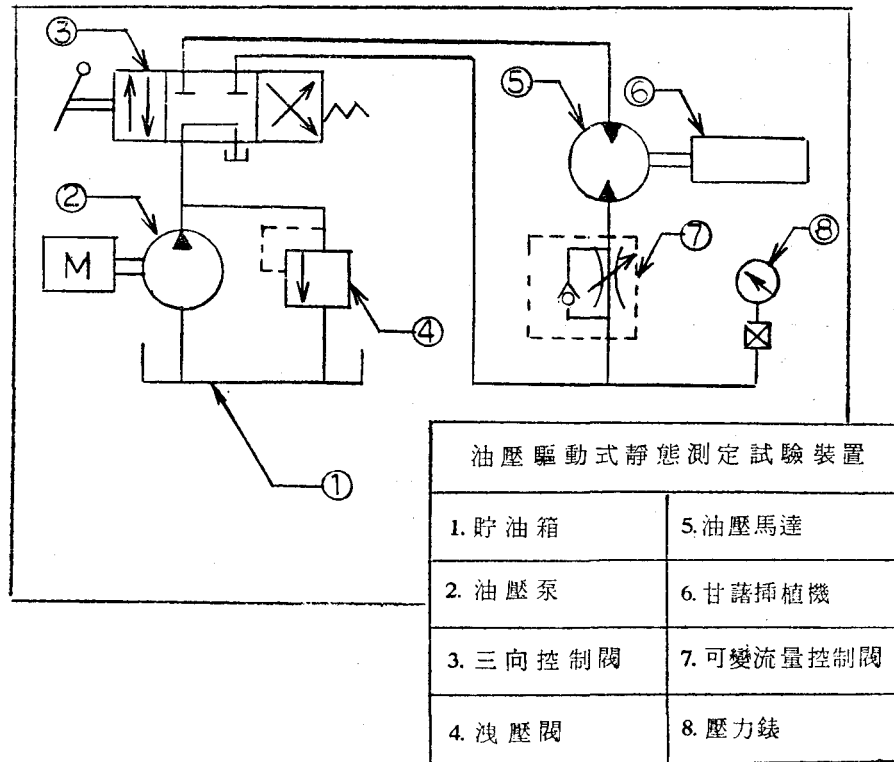 ③
⑤
⑥
②
M
⑦
⑧
④
①
油壓驅動式靜態測定試驗裝置
1. 貯油箱
5. 油壓馬達
2. 油壓泵
6. 甘藷挿植機
3. 三向控制閥
7. 可變流量控制閥
4. 洩壓閥
8. 壓力錶